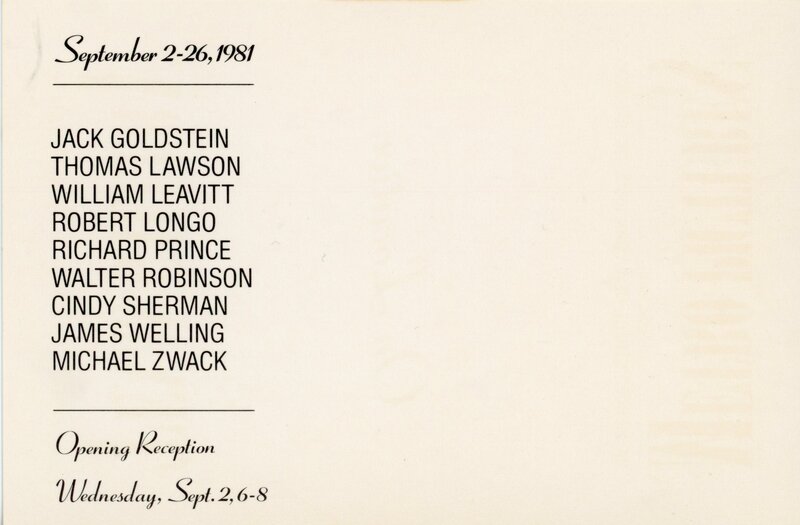 September 2-26, 1981
JACK GOLDSTEIN
THOMAS LAWSON
WILLIAM LEAVITT
ROBERT LONGO
RICHARD PRINCE
WALTER ROBINSON
CINDY SHERMAN
JAMES WELLING
MICHAEL ZWACK
Opening Reception
Wednesday, Sept. 2, 6-8